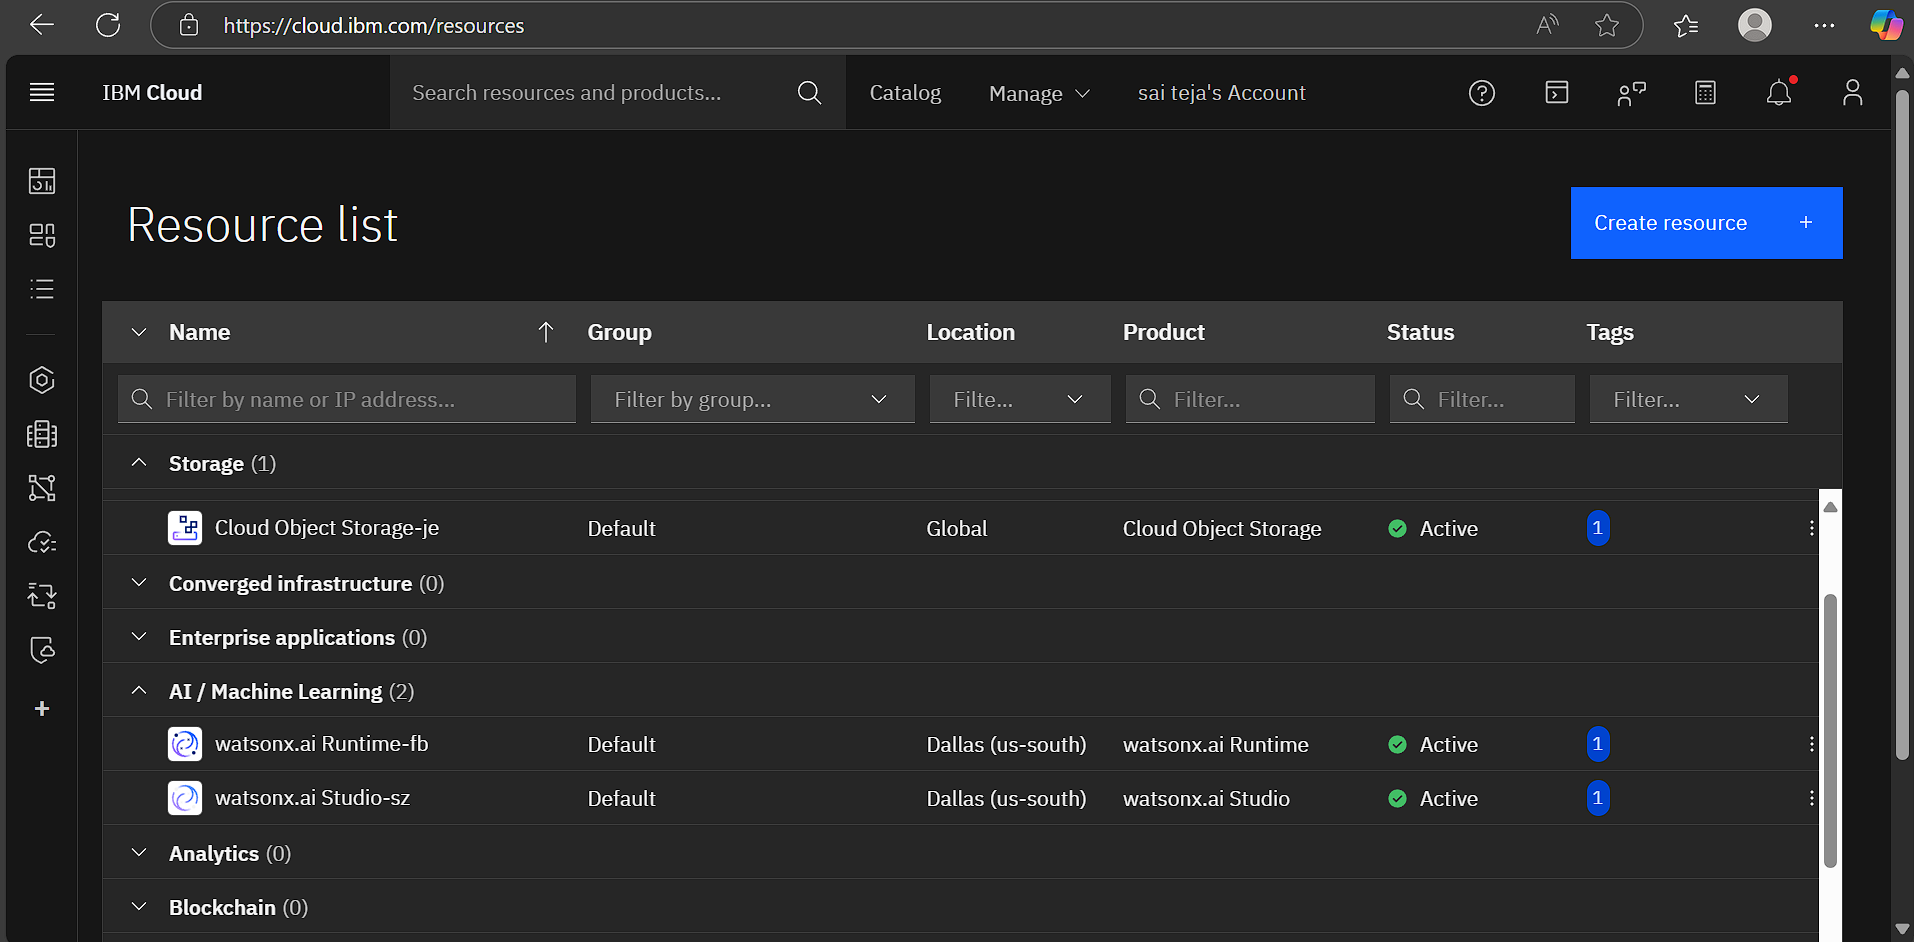 https://cloud.ibm.com/resources
IBM Cloud
Search resources and products...
Catalog
Manage
sai teja's Account
Resource list
Create resource +
Name Group Location Product Status Tags
Filter by name or IP address... Filter by group... Filte... Filter... Filter... Filter...
Storage (1)
Cloud Object Storage-je Default Global Cloud Object Storage Active 1
Converged infrastructure (0)
Enterprise applications (0)
AI / Machine Learning (2)
watsonx.ai Runtime-fb Default Dallas (us-south) watsonx.ai Runtime Active 1
watsonx.ai Studio-sz Default Dallas (us-south) watsonx.ai Studio Active 1
Analytics (0)
Blockchain (0)